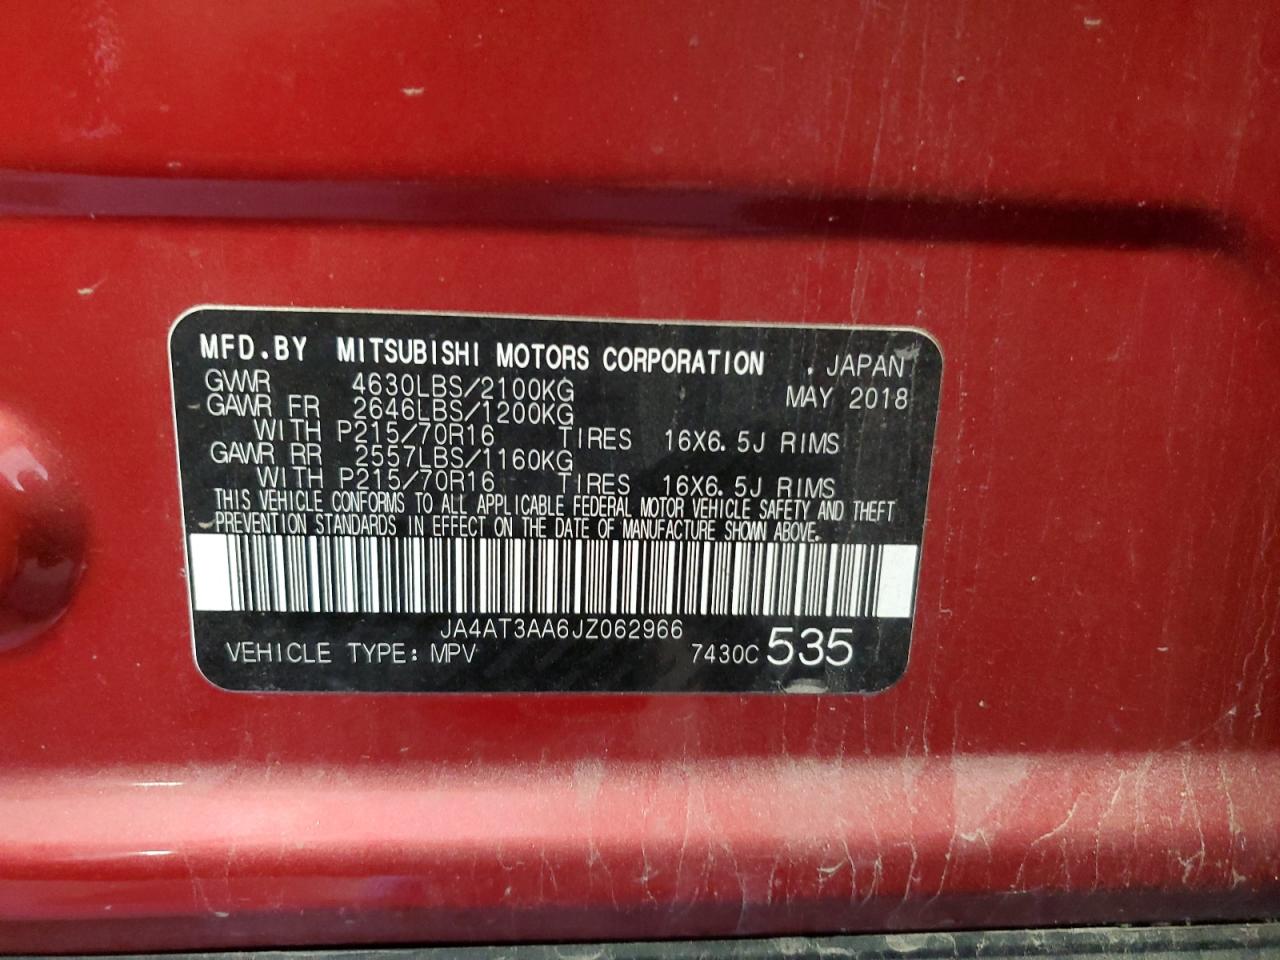 MFD.BY MITSUBISHI MOTORS CORPORATION . JAPAN
GVWR 4630LBS/2100KG MAY 2018
GAWR FR 2646LBS/1200KG
WITH P215/70R16 TIRES 16X6.5J RIMS
GAWR RR 2557LBS/1160KG
WITH P215/70R16 TIRES 16X6.5J RIMS
THIS VEHICLE CONFORMS TO ALL APPLICABLE FEDERAL MOTOR VEHICLE SAFETY AND THEFT
PREVENTION STANDARDS IN EFFECT ON THE DATE OF MANUFACTURE SHOWN ABOVE.
JA4AT3AA6JZ062966
VEHICLE TYPE: MPV 7430C 535